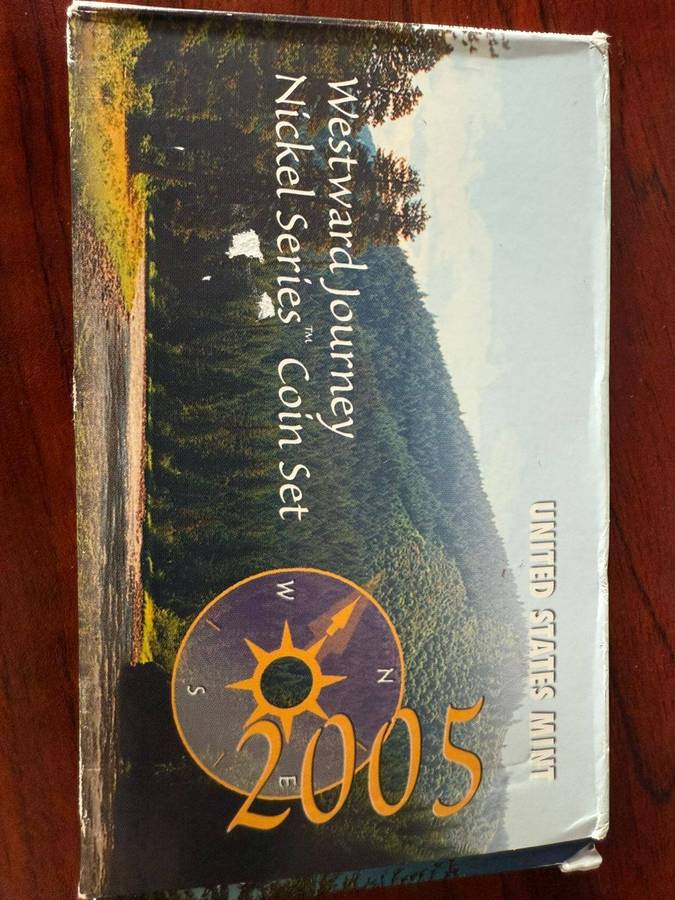 UNITED STATES MINT
Westward Journey
Nickel Series™ Coin Set
N
W
E
S
2005